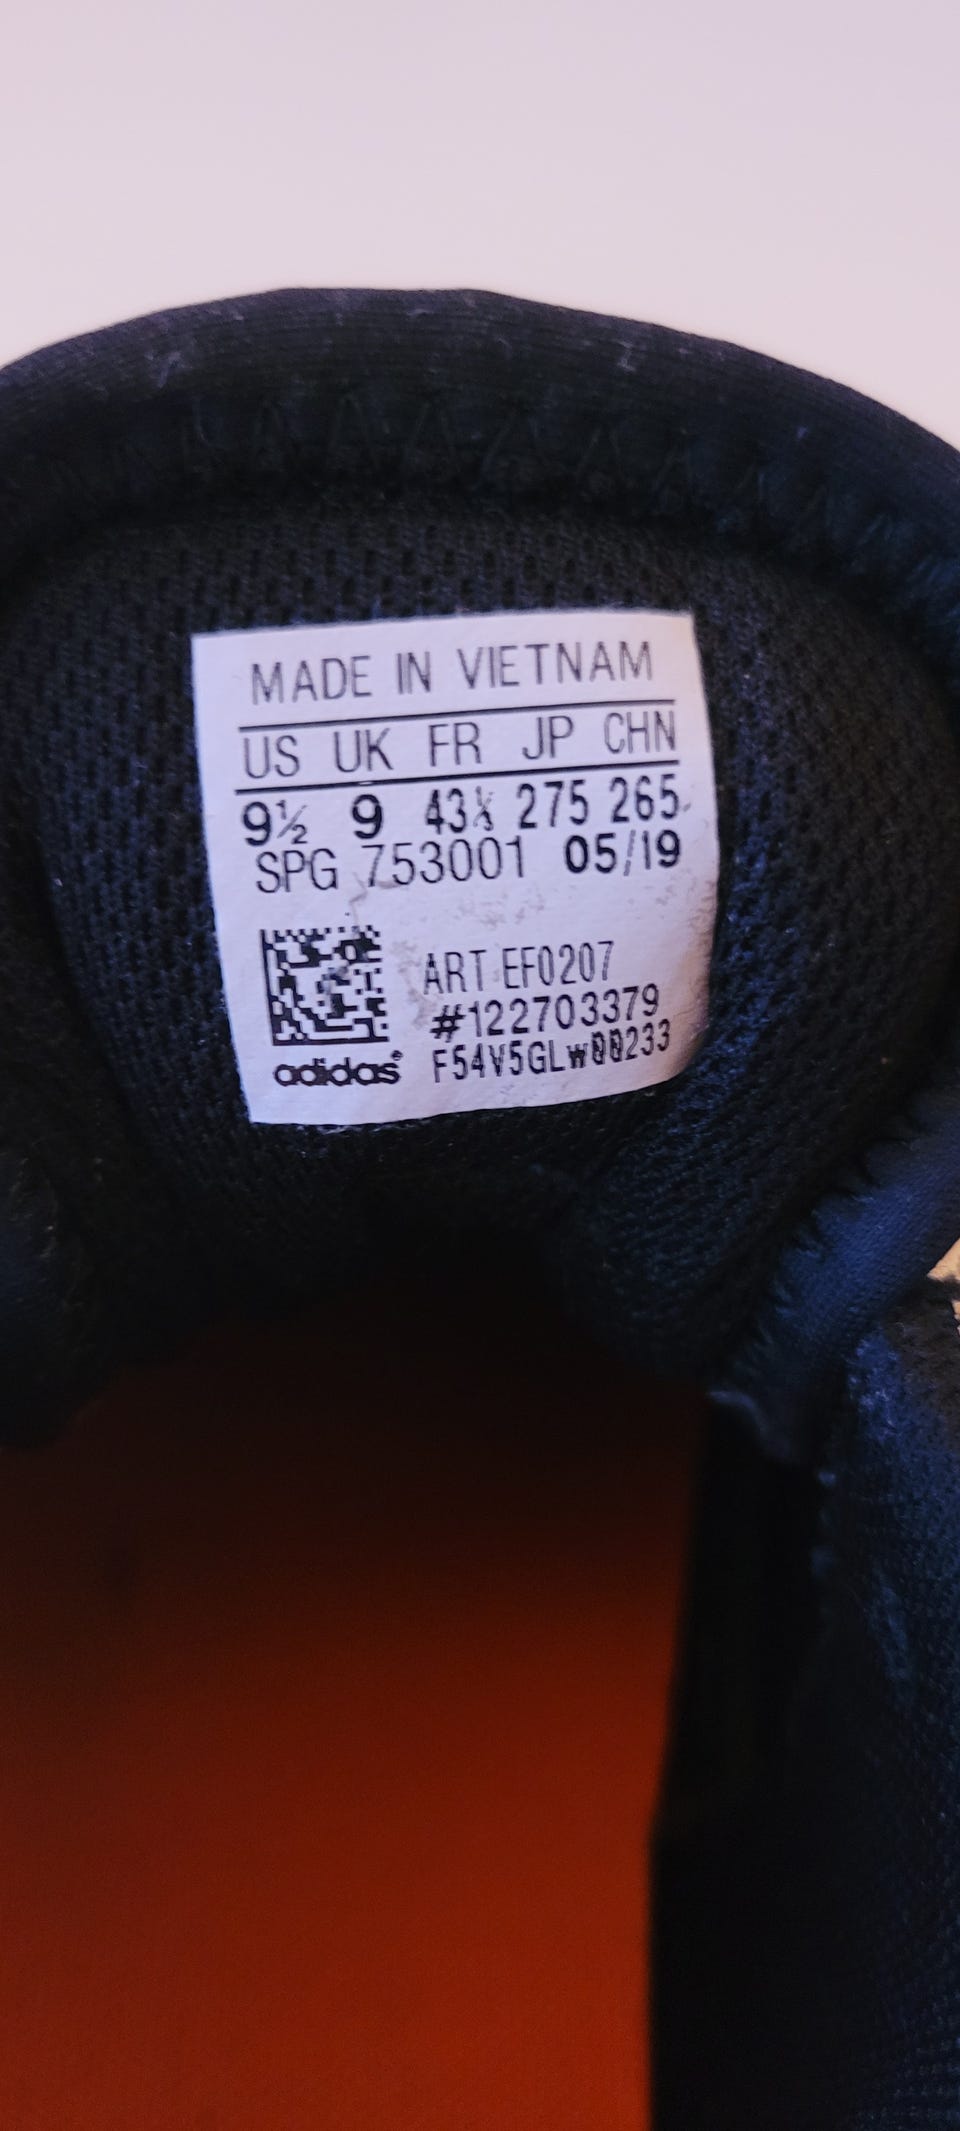 MADE IN VIETNAM
US UK FR JP CHN
9½ 9 43⅓ 275 265
SPG 753001 05/19
ART EF0207
#122703379
adidas® F54V5GLW00233